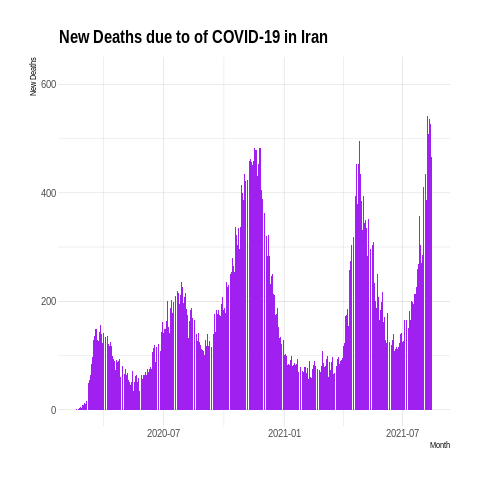 New Deaths due to of COVID-19 in Iran
New Deaths
600
400
200
0
2020-07
2021-01
2021-07
Month